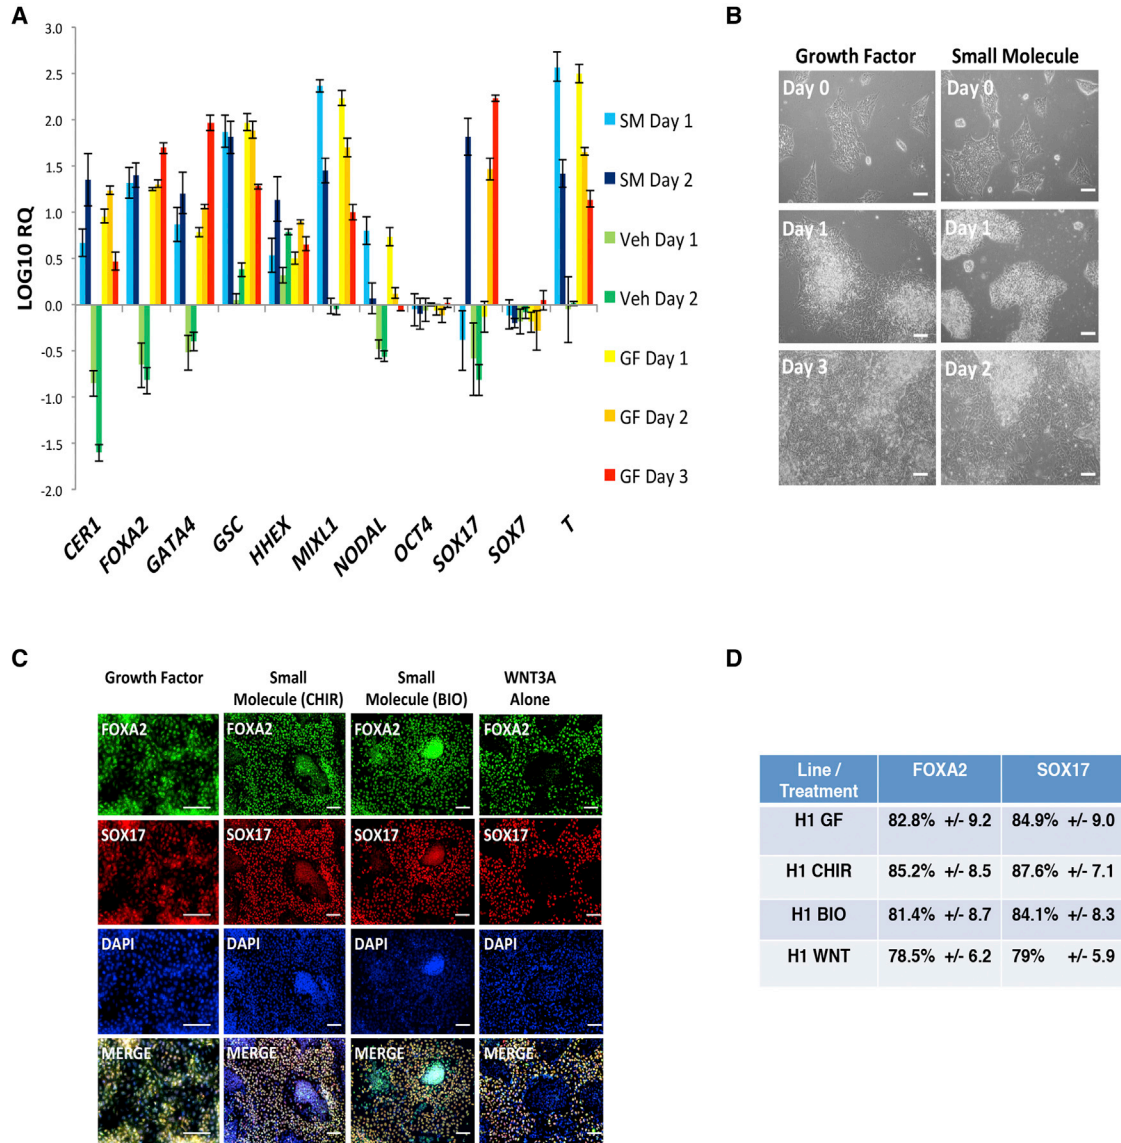 A
3.0
2.5
2.0
1.5
1.0
0.5
0.0
-0.5
-1.0
-1.5
-2.0
LOG10 RQ
CER1
FOXA2
GATA4
GSC
HHEX
MIXL1
NODAL
OCT4
SOX17
SOX7
T
SM Day 1
SM Day 2
Veh Day 1
Veh Day 2
GF Day 1
GF Day 2
GF Day 3
B
Growth Factor Small Molecule
Day 0 Day 0
Day 1 Day 1
Day 3 Day 2
C
Growth Factor
Small
Molecule (CHIR)
Small
Molecule (BIO)
WNT3A
Alone
FOXA2 FOXA2 FOXA2 FOXA2
SOX17 SOX17 SOX17 SOX17
DAPI DAPI DAPI DAPI
MERGE MERGE MERGE MERGE
D
Line /
Treatment
FOXA2 SOX17
H1 GF 82.8% +/- 9.2 84.9% +/- 9.0
H1 CHIR 85.2% +/- 8.5 87.6% +/- 7.1
H1 BIO 81.4% +/- 8.7 84.1% +/- 8.3
H1 WNT 78.5% +/- 6.2 79% +/- 5.9